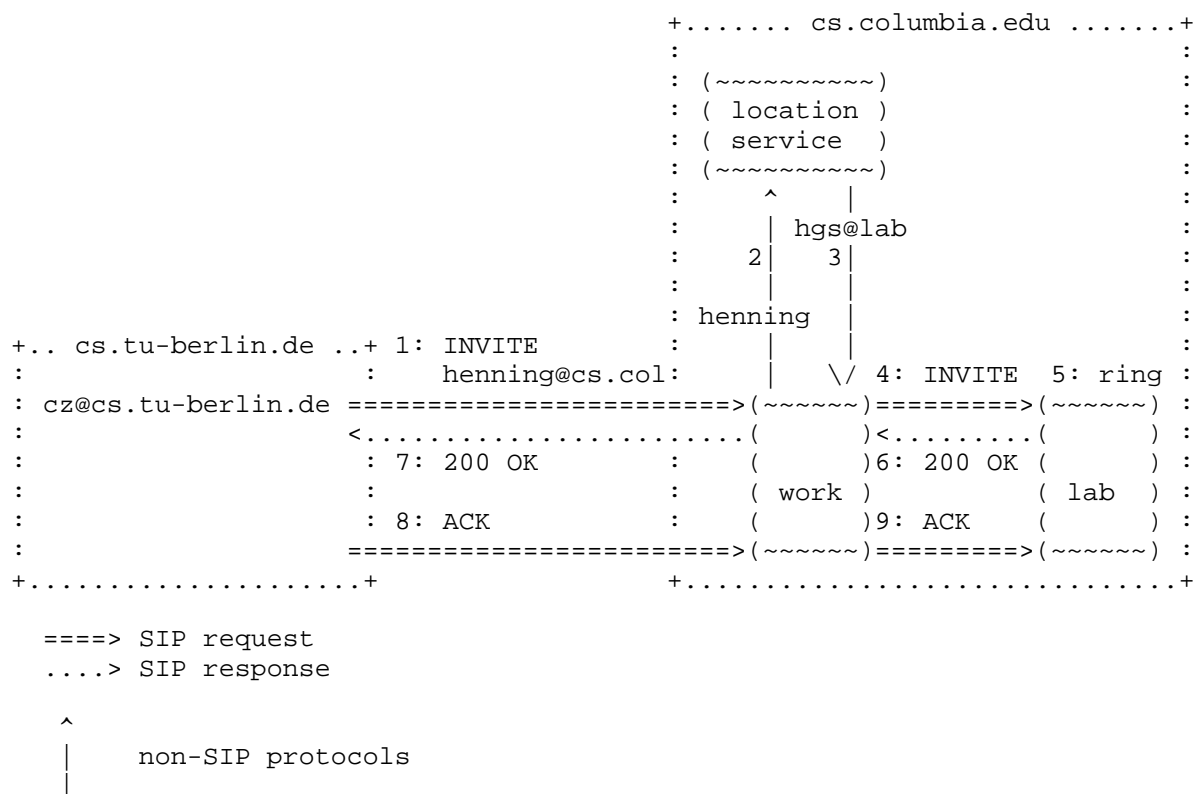 +....... cs.columbia.edu .......+
:                               :
: (~~~~~~~~~~)                  :
: ( location )                  :
: ( service  )                  :
: (~~~~~~~~~~)                  :
:     ^    |                    :
:     | hgs@lab                 :
:    2|   3|                    :
:     |    |                    :
: henning  |                    :
+.. cs.tu-berlin.de ..+ 1: INVITE        :     |    |                    :
:                     :    henning@cs.col:     |   \/ 4: INVITE  5: ring :
: cz@cs.tu-berlin.de ========================>(~~~~~~)=========>(~~~~~~) :
:                    <........................(      )<.........(      ) :
:                     : 7: 200 OK        :    (      )6: 200 OK (      ) :
:                     :                  :    ( work )          ( lab  ) :
:                     : 8: ACK           :    (      )9: ACK    (      ) :
:                    ========================>(~~~~~~)=========>(~~~~~~) :
+.....................+                  +...............................+
====> SIP request
....> SIP response
^
|    non-SIP protocols
|